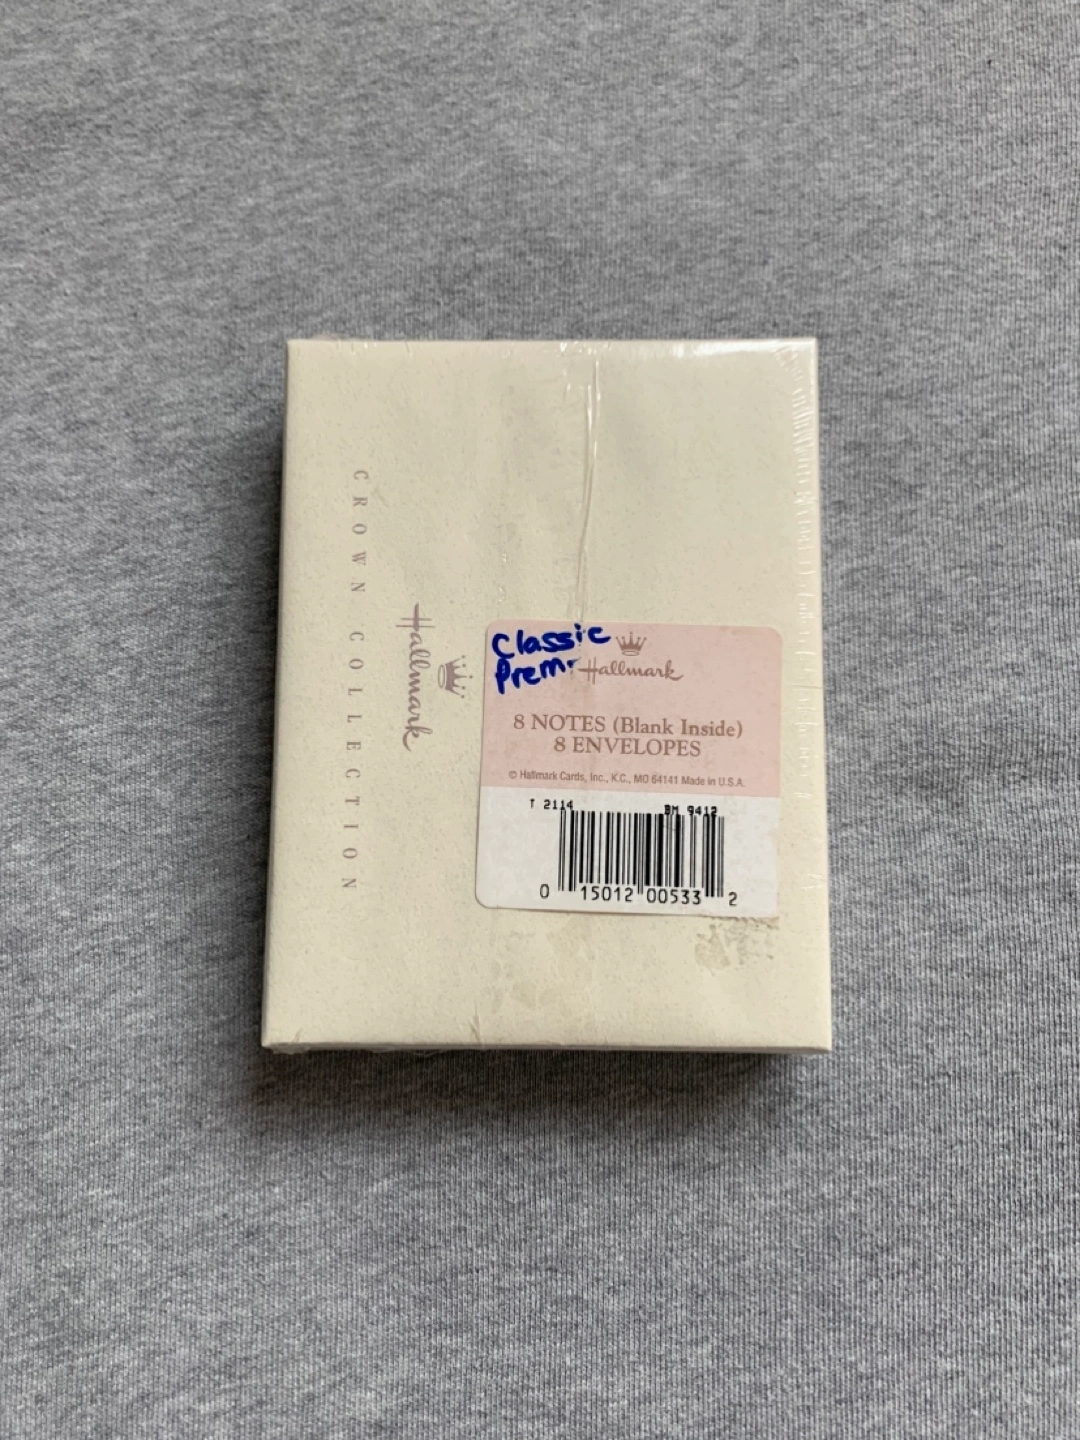 CROWN COLLECTION
Hallmark
Classic
Prem.
Hallmark
8 NOTES (Blank Inside)
8 ENVELOPES
© Hallmark Cards, Inc., K.C., MO 64141 Made in U.S.A.
T 2114 BM 9412
0 15012 00533 2